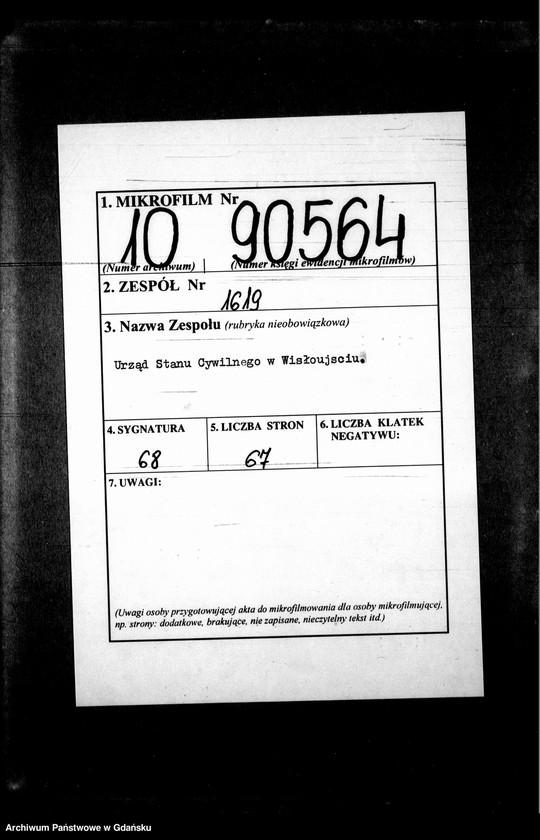 1. MIKROFILM Nr
10 90564
(Numer archiwum) (Numer księgi ewidencji mikrofilmów)
2. ZESPÓŁ Nr
1619
3. Nazwa Zespołu (rubryka nieobowiązkowa)
Urząd Stanu Cywilnego w Wisłoujsciu.
4. SYGNATURA 5. LICZBA STRON 6. LICZBA KLATEK
NEGATYWU:
68 67
7. UWAGI:
(Uwagi osoby przygotowującej akta do mikrofilmowania dla osoby mikrofilmującej,
np. strony: dodatkowe, brakujące, nie zapisane, nieczytelny tekst itd.)
Archiwum Państwowe w Gdańsku